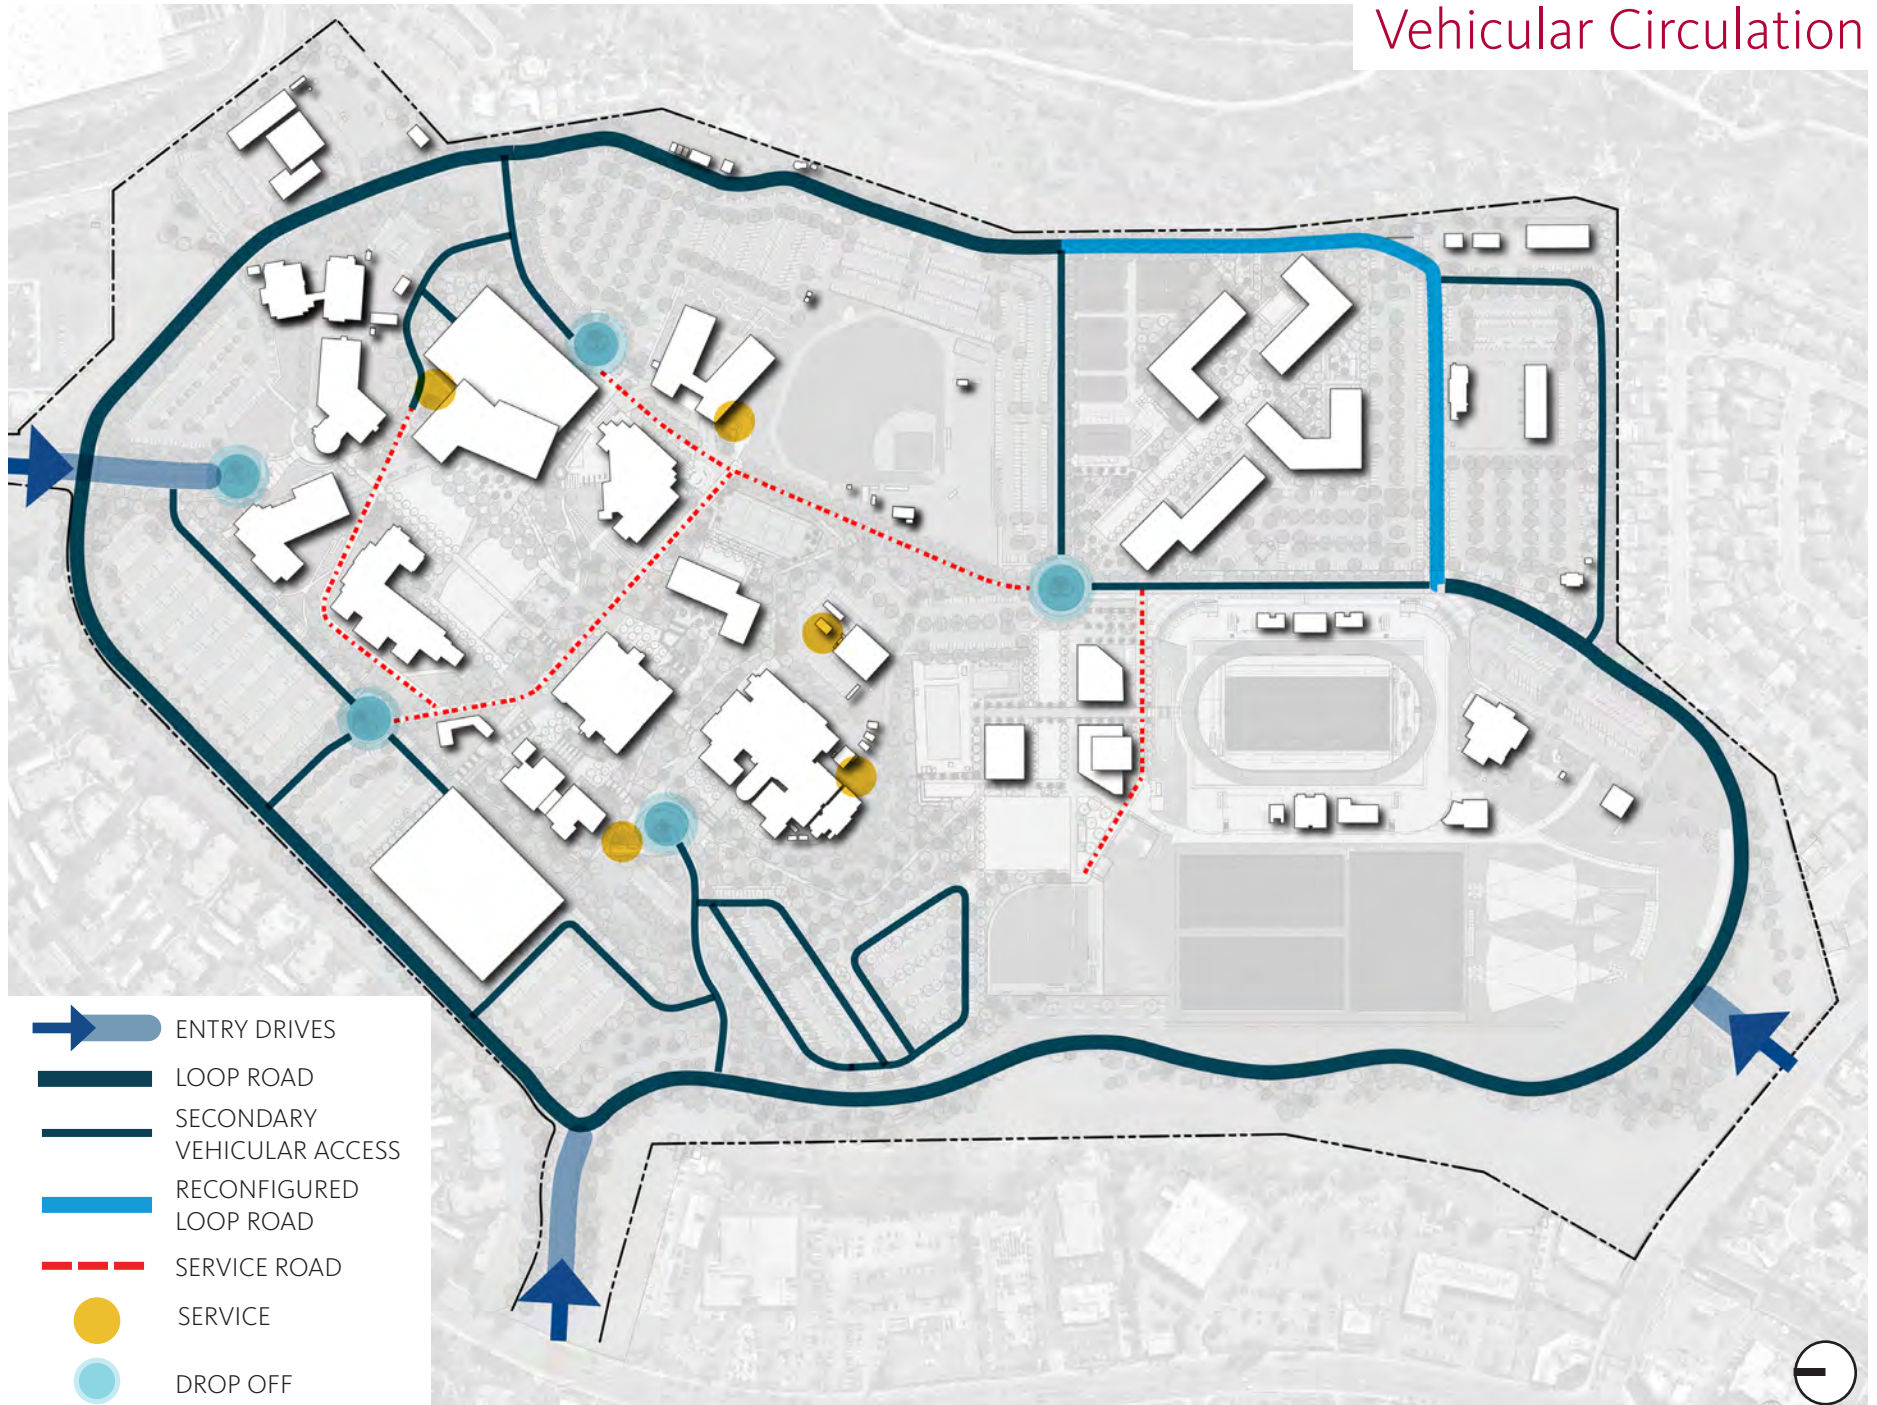 Vehicular Circulation
ENTRY DRIVES
LOOP ROAD
SECONDARY
VEHICULAR ACCESS
RECONFIGURED
LOOP ROAD
SERVICE ROAD
SERVICE
DROP OFF